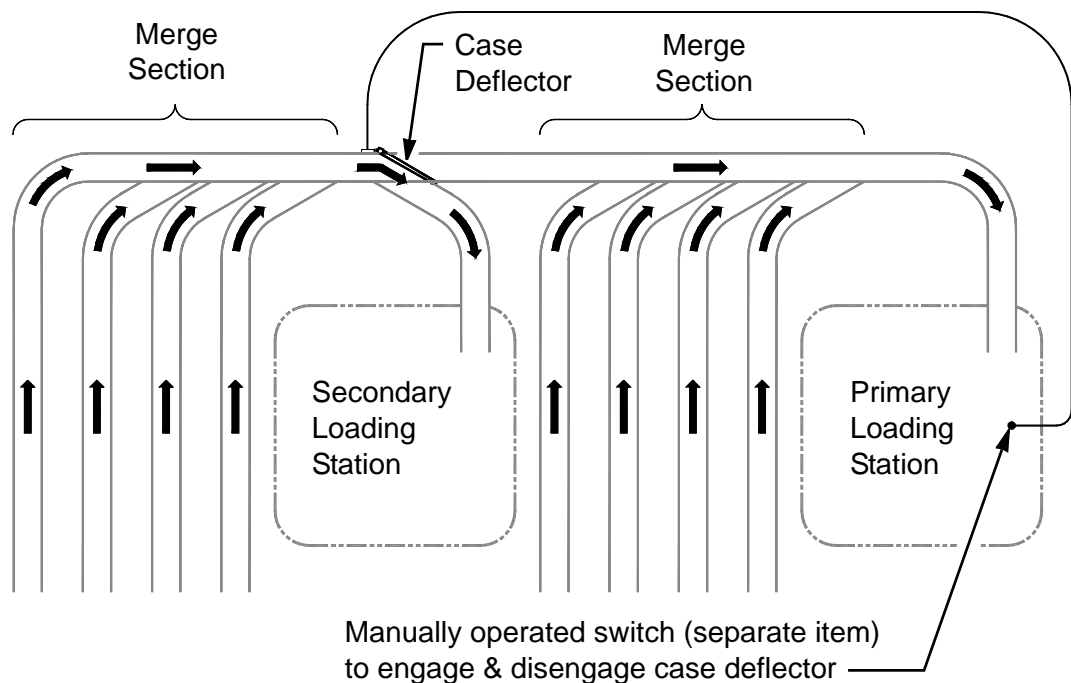 Merge
Section
Case
Deflector
Merge
Section
Secondary
Loading
Station
Primary
Loading
Station
Manually operated switch (separate item)
to engage & disengage case deflector